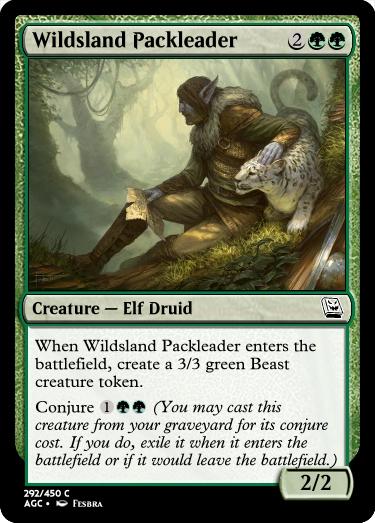 Wildsland Packleader 2
Creature — Elf Druid
When Wildsland Packleader enters the
battlefield, create a 3/3 green Beast
creature token.
Conjure 1 (You may cast this
creature from your graveyard for its conjure
cost. If you do, exile it when it enters the
battlefield or if it would leave the battlefield.)
2/2
292/450 C
AGC • Fesbra